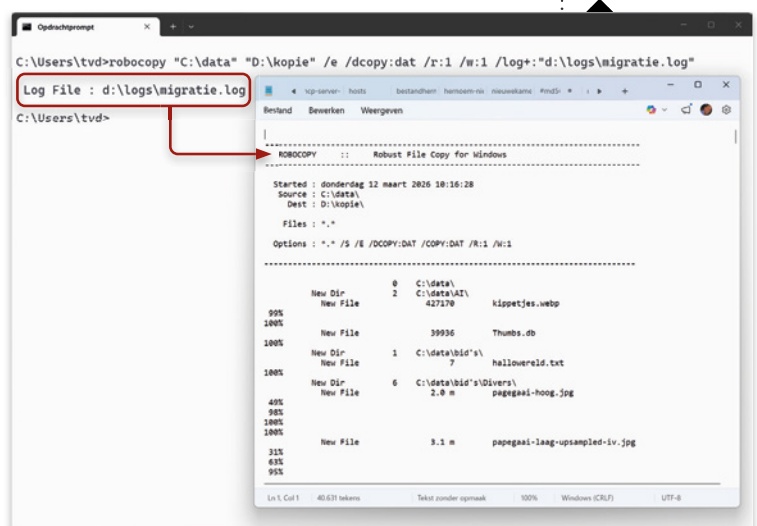 Opdrachtprompt
C:\Users\tvd>robocopy "C:\data" "D:\kopie" /e /dcopy:dat /r:1 /w:1 /log+:"d:\logs\migratie.log"
Log File : d:\logs\migratie.log
C:\Users\tvd>
hosts
Bestand Bewerken Weergeven
ROBOCOPY :: Robust File Copy for Windows
Started : donderdag 12 maart 2026 10:16:28
Source : C:\data\
Dest : D:\kopie\
Files : *.*
Options : *.* /S /E /DCOPY:DAT /COPY:DAT /R:1 /W:1
0 C:\data\
New Dir 2 C:\data\AI\
New File 427170 kippetjes.webp
99%
100%
New File 39936 Thumbs.db
100%
New Dir 1 C:\data\bid's\
New File 7 hallowereld.txt
100%
New Dir 6 C:\data\bid's\Divers\
New File 2.0 m pagegaai-hoog.jpg
49%
98%
100%
100%
New File 3.1 m papegaai-laag-upsampled-iv.jpg
31%
63%
95%
Ln 1, Col 1 40.631 tekens Tekst zonder opmaak 100% Windows (CRLF) UTF-8